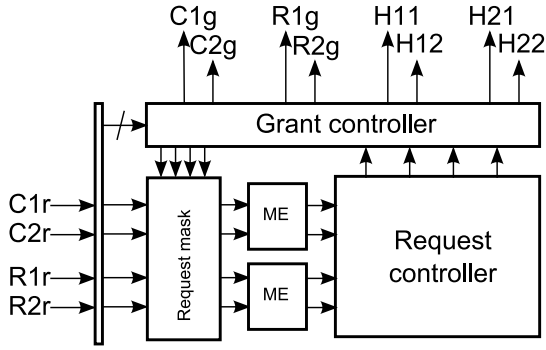 C1g R1g H11 H21
C2g R2g H12 H22
Grant controller
C1r
C2r
R1r
R2r
Request mask
ME
ME
Request
controller